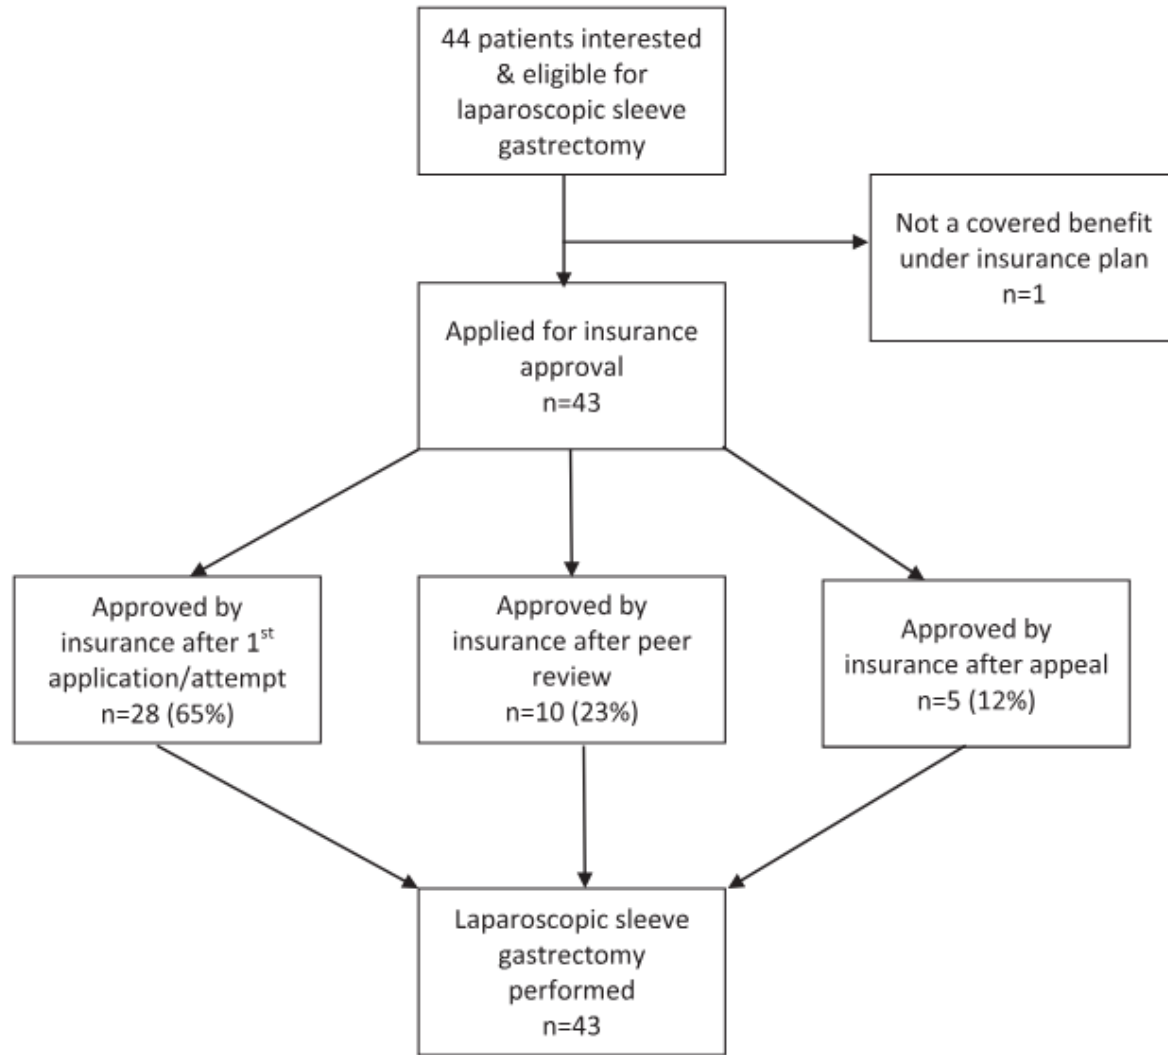 44 patients interested
& eligible for
laparoscopic sleeve
gastrectomy
Not a covered benefit
under insurance plan
n=1
Applied for insurance
approval
n=43
Approved by
insurance after 1st
application/attempt
n=28 (65%)
Approved by
insurance after peer
review
n=10 (23%)
Approved by
insurance after appeal
n=5 (12%)
Laparoscopic sleeve
gastrectomy
performed
n=43